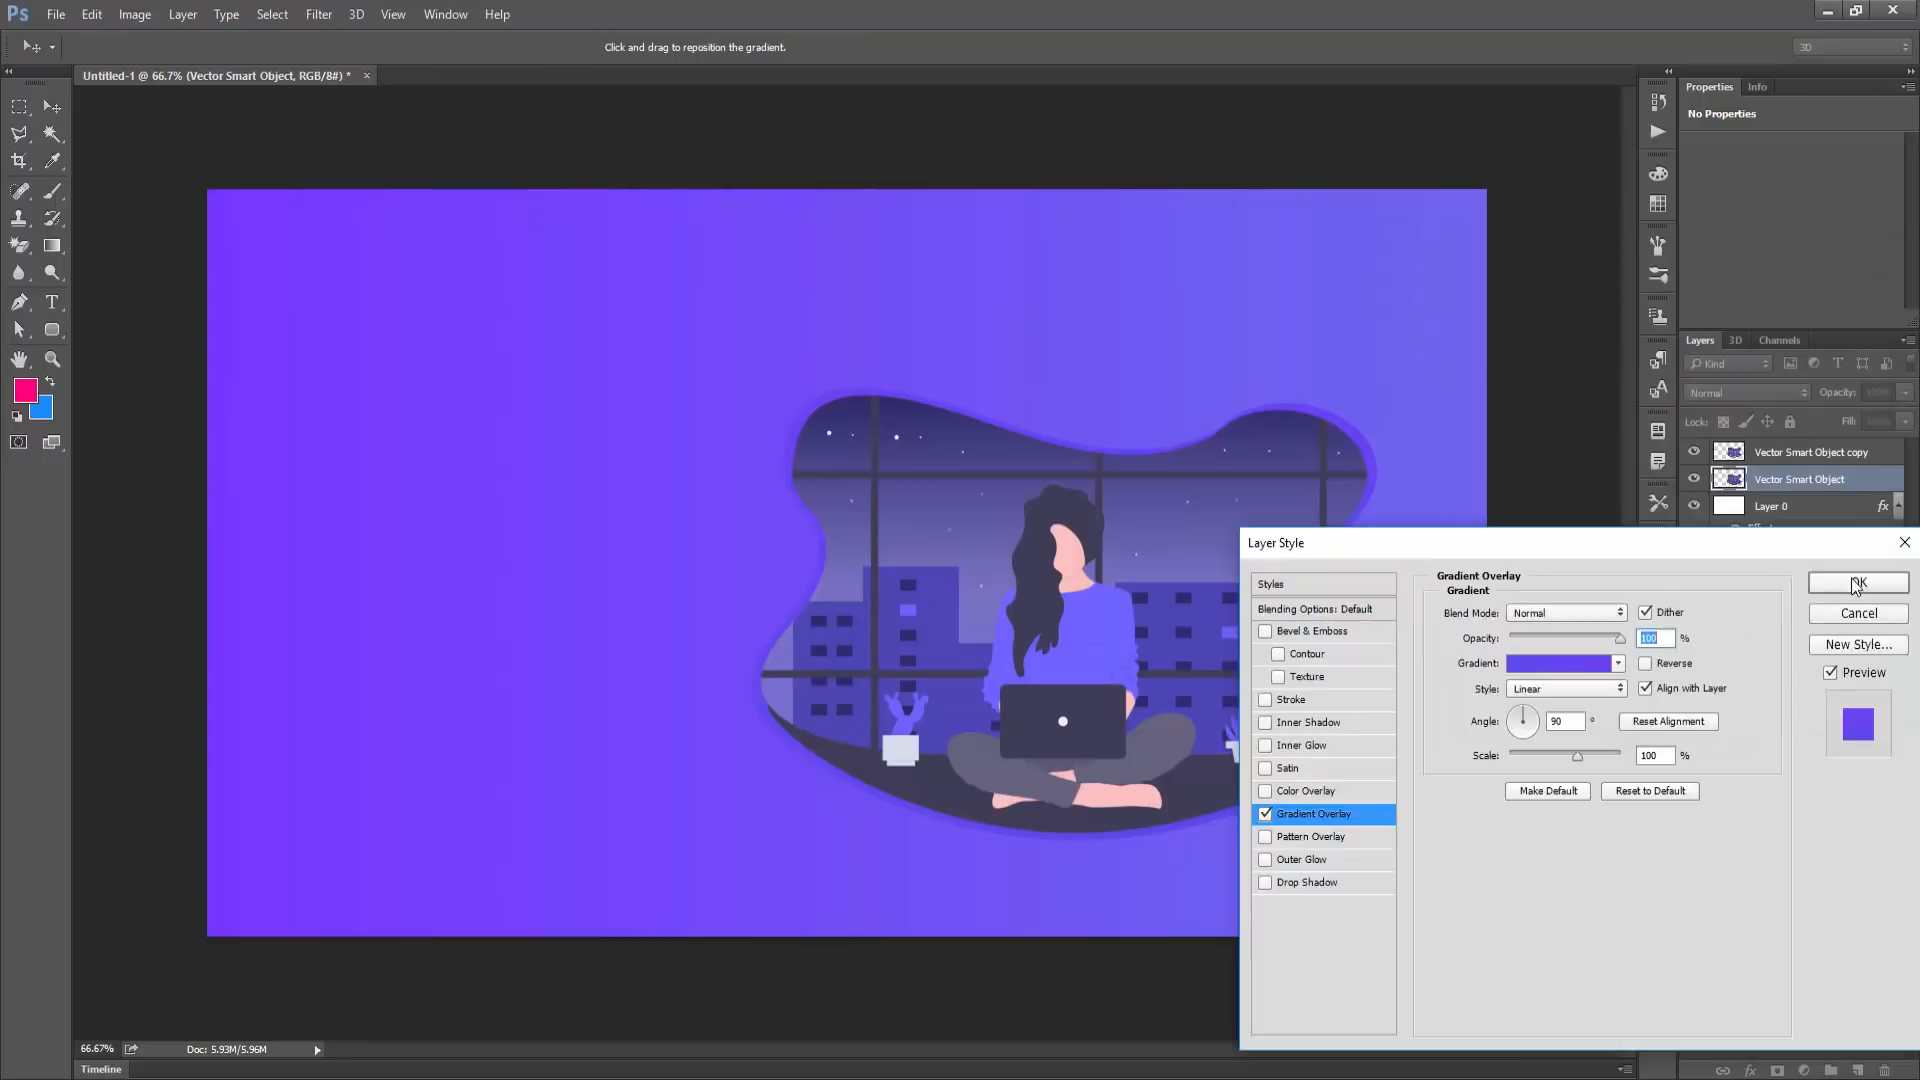 Ps File Edit Image Layer Type Select Filter 3D View Window Help
Click and drag to reposition the gradient.
3D
Untitled-1 @ 66.7% (Vector Smart Object, RGB/8#) *
Properties Info
No Properties
Layers 3D Channels
Kind
Normal Opacity: 100%
Lock: Fill:
Vector Smart Object copy
Vector Smart Object
Layer 0 fx
Layer Style
Styles
Blending Options: Default
Bevel & Emboss
Contour
Texture
Stroke
Inner Shadow
Inner Glow
Satin
Color Overlay
Gradient Overlay
Pattern Overlay
Outer Glow
Drop Shadow
Gradient Overlay
Gradient
Blend Mode: Normal Dither
Opacity: 100 %
Gradient: Reverse
Style: Linear Align with Layer
Angle: 90 ° Reset Alignment
Scale: 100 %
Make Default Reset to Default
OK
Cancel
New Style...
Preview
66.67% Doc: 5.93M/5.96M
Timeline
fx